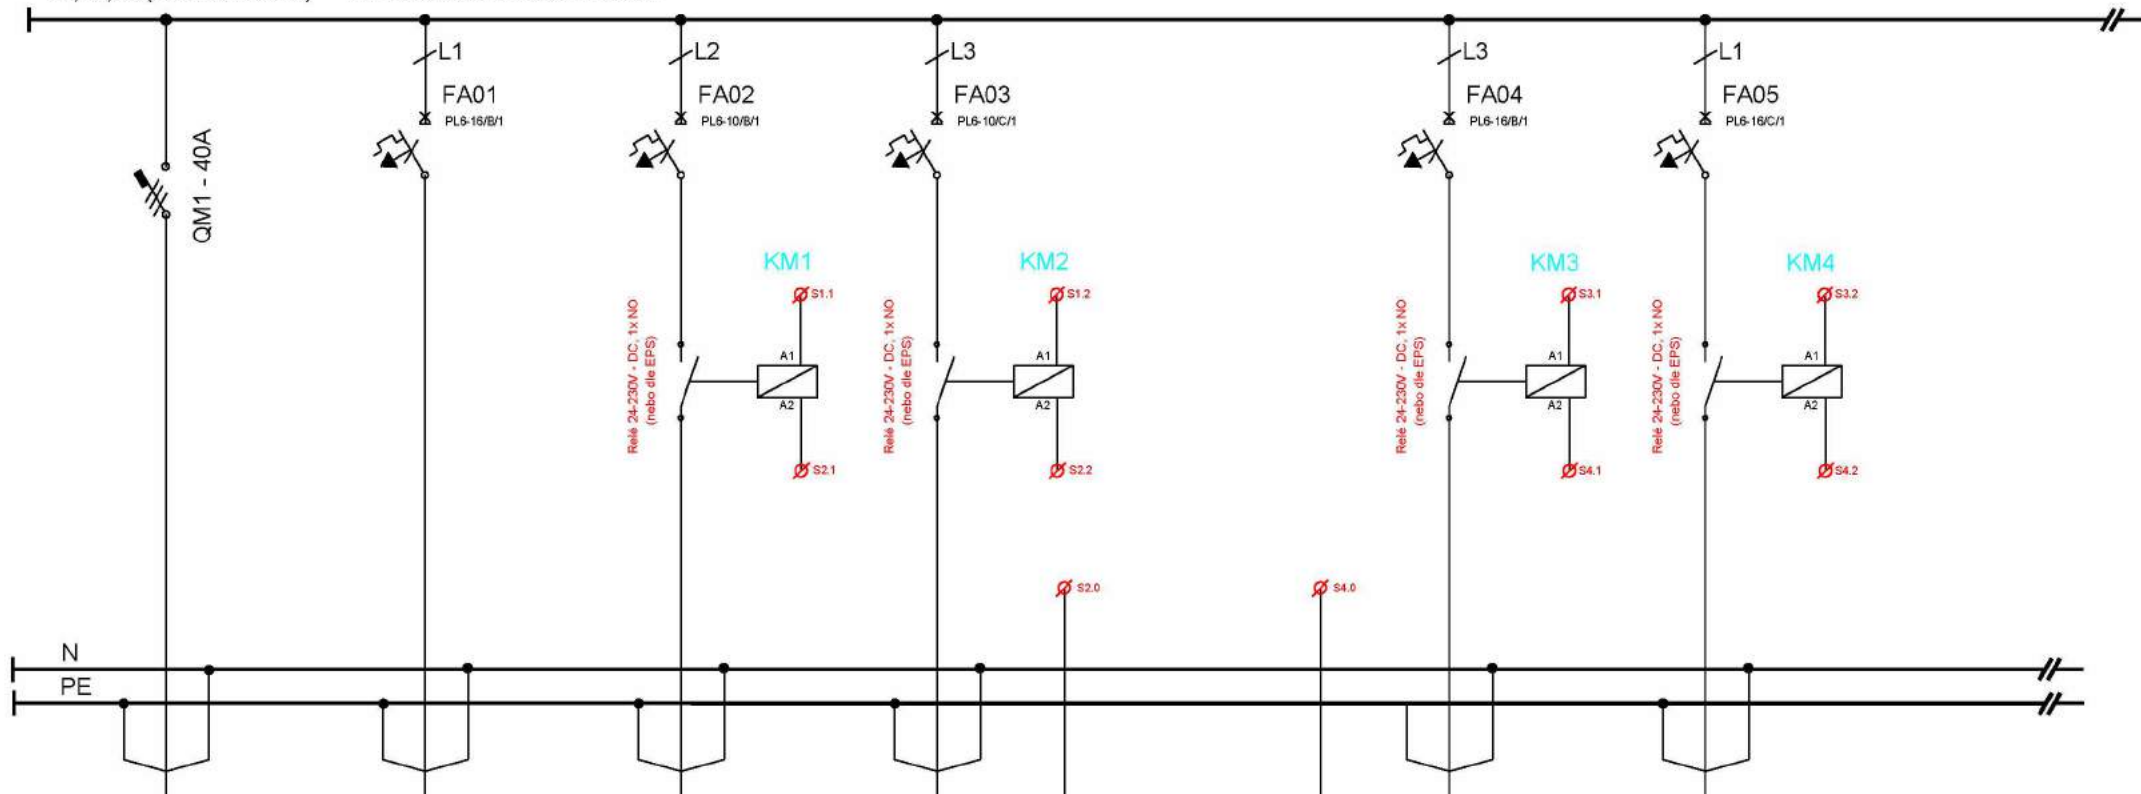 L1
L2
L3
L3
L1
FA01
FA02
FA03
FA04
FA05
PL6-16/B/1
PL6-10/B/1
PL6-10/C/1
PL6-16/B/1
PL6-16/C/1
QM1 - 40A
KM1
KM2
KM3
KM4
S1.1
S1.2
S3.1
S3.2
Relé 24-230V - DC, 1x NO
(nebo dle EPS)
Relé 24-230V - DC, 1x NO
(nebo dle EPS)
Relé 24-230V - DC, 1x NO
(nebo dle EPS)
Relé 24-230V - DC, 1x NO
(nebo dle EPS)
A1
A1
A1
A1
A2
A2
A2
A2
S2.1
S2.2
S4.1
S4.2
S2.0
S4.0
N
PE